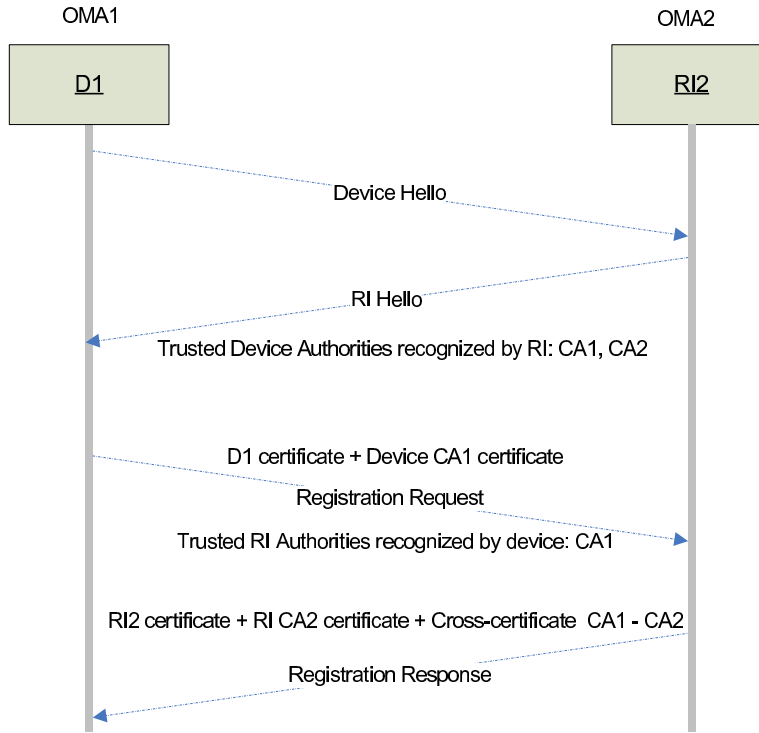 OMA1
OMA2
D1
RI2
Device Hello
RI Hello
Trusted Device Authorities recognized by RI: CA1, CA2
D1 certificate + Device CA1 certificate
Registration Request
Trusted RI Authorities recognized by device: CA1
RI2 certificate + RI CA2 certificate + Cross-certificate CA1 - CA2
Registration Response